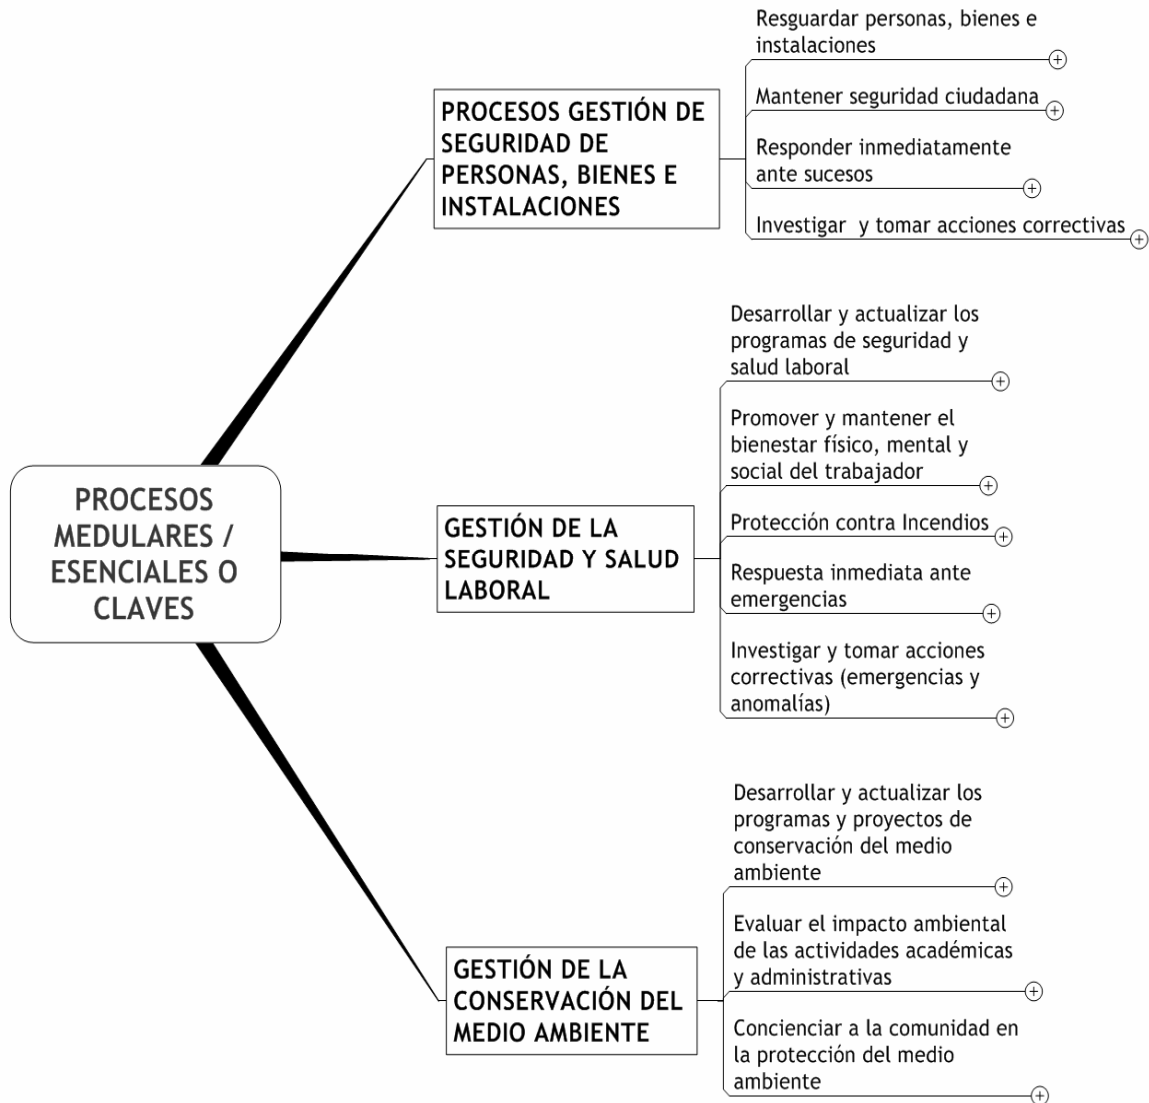 Resguardar personas, bienes e
instalaciones
Mantener seguridad ciudadana
PROCESOS GESTIÓN DE
SEGURIDAD DE
PERSONAS, BIENES E
INSTALACIONES
Responder inmediatamente
ante sucesos
Investigar  y tomar acciones correctivas
Desarrollar y actualizar los
programas de seguridad y
salud laboral
Promover y mantener el
bienestar físico, mental y
social del trabajador
PROCESOS
MEDULARES /
ESENCIALES O
CLAVES
GESTIÓN DE LA
SEGURIDAD Y SALUD
LABORAL
Protección contra Incendios
Respuesta inmediata ante
emergencias
Investigar y tomar acciones
correctivas (emergencias y
anomalías)
Desarrollar y actualizar los
programas y proyectos de
conservación del medio
ambiente
Evaluar el impacto ambiental
de las actividades académicas
y administrativas
GESTIÓN DE LA
CONSERVACIÓN DEL
MEDIO AMBIENTE
Concienciar a la comunidad en
la protección del medio
ambiente